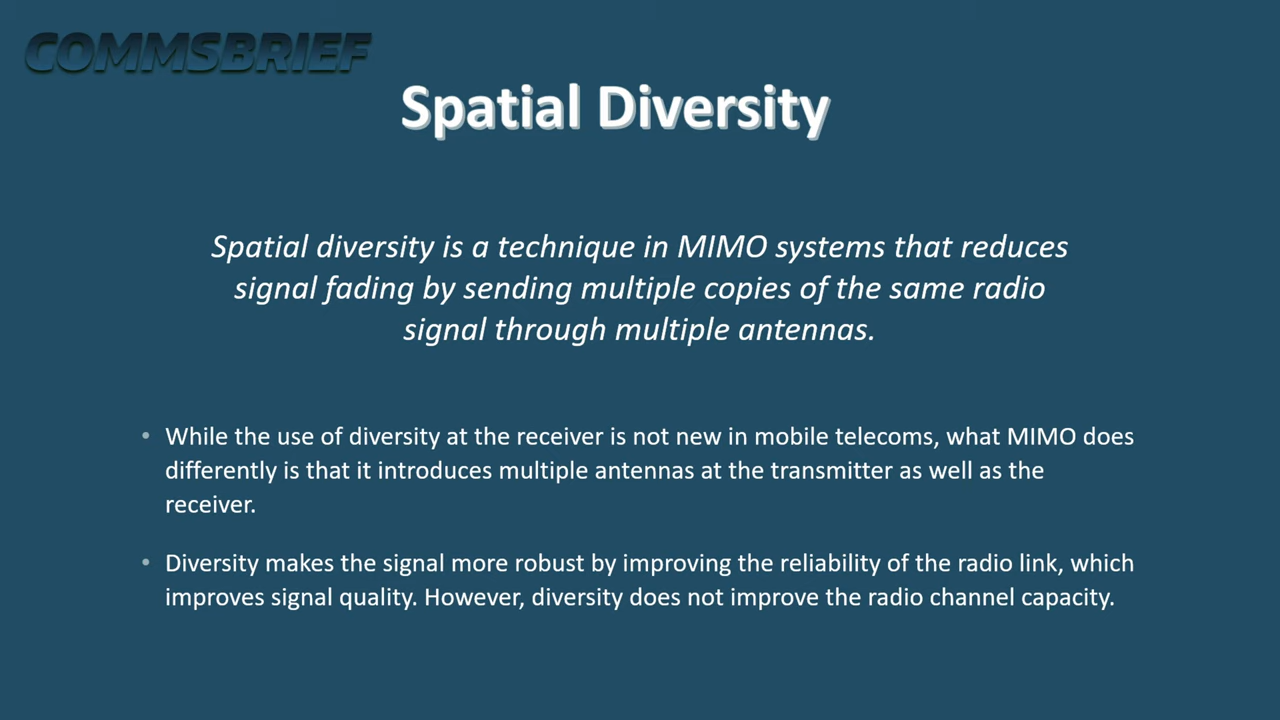 COMMSBRIEF
Spatial Diversity
Spatial diversity is a technique in MIMO systems that reduces
signal fading by sending multiple copies of the same radio
signal through multiple antennas.
• While the use of diversity at the receiver is not new in mobile telecoms, what MIMO does
differently is that it introduces multiple antennas at the transmitter as well as the
receiver.
• Diversity makes the signal more robust by improving the reliability of the radio link, which
improves signal quality. However, diversity does not improve the radio channel capacity.